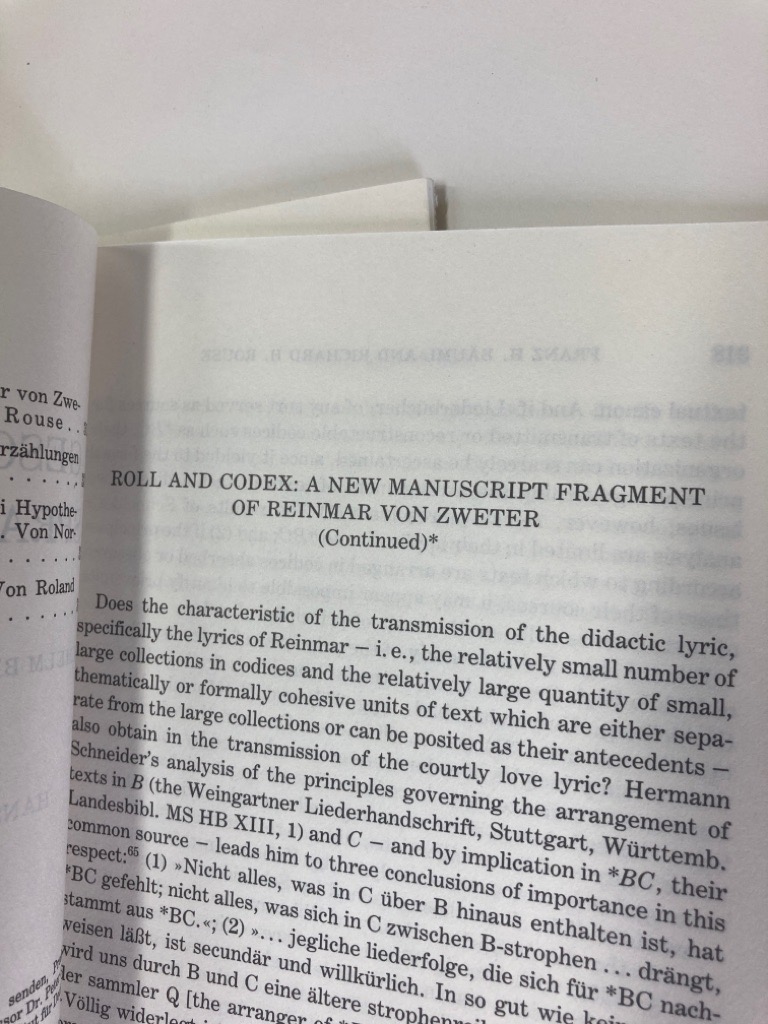 r von Zwe-
Rouse . .
rzählungen
i Hypothe-
. Von Nor-
Von Roland
senden,
sor Dr.
ROLL AND CODEX: A NEW MANUSCRIPT FRAGMENT
OF REINMAR VON ZWETER
(Continued)*
Does the characteristic of the transmission of the didactic lyric,
specifically the lyrics of Reinmar – i. e., the relatively small number of
large collections in codices and the relatively large quantity of small,
thematically or formally cohesive units of text which are either sepa-
rate from the large collections or can be posited as their antecedents –
also obtain in the transmission of the courtly love lyric? Hermann
Schneider's analysis of the principles governing the arrangement of
texts in B (the Weingartner Liederhandschrift, Stuttgart, Württemb.
Landesbibl. MS HB XIII, 1) and C – and by implication in *BC, their
common source – leads him to three conclusions of importance in this
respect:⁶⁵ (1) »Nicht alles, was in C über B hinaus enthalten ist, hat
*BC gefehlt; nicht alles, was sich in C zwischen B-strophen ... drängt,
stammt aus *BC.«; (2) »... jegliche liederfolge, die sich für *BC nach-
weisen läßt, ist secundär und willkürlich. In so gut wie
wird uns durch B und C eine ältere
der sammler Q [the arranger of
Völlig